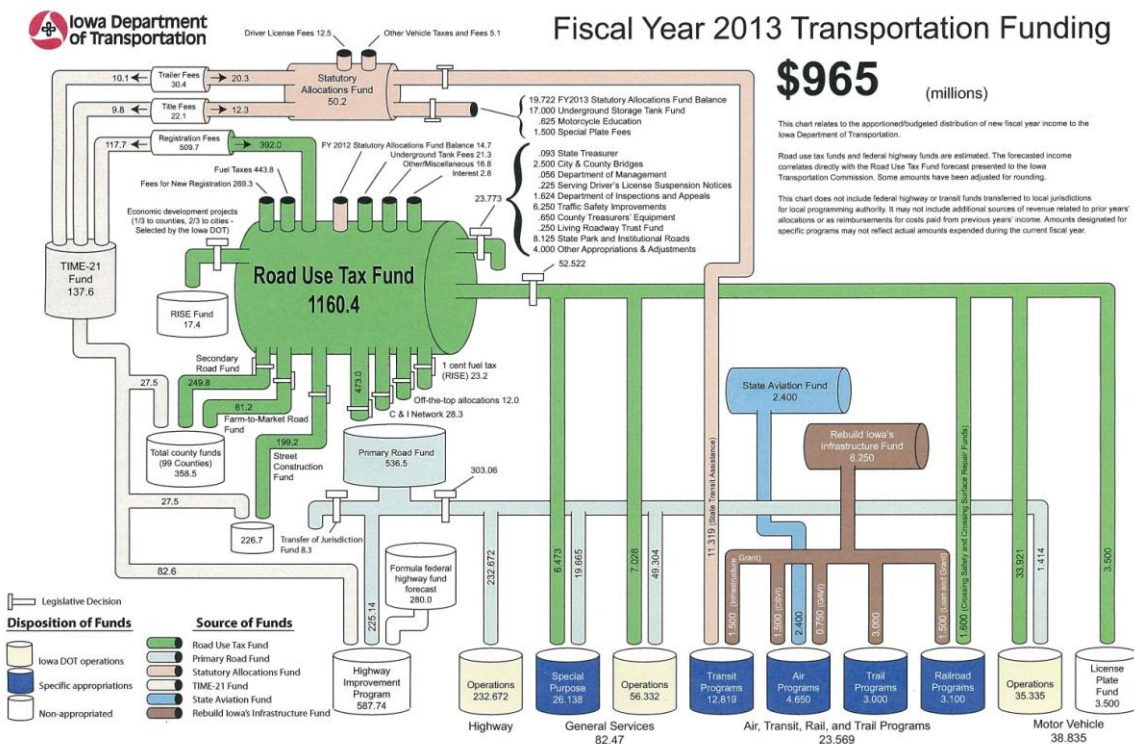 Iowa Department
of Transportation
Fiscal Year 2013 Transportation Funding
$965 (millions)
This chart relates to the apportioned/budgeted distribution of new fiscal year income to the
Iowa Department of Transportation.
Road use tax funds and federal highway funds are estimated. The forecasted income
correlates directly with the Road Use Tax Fund forecast presented to the Iowa
Transportation Commission. Some amounts have been adjusted for rounding.
This chart does not include federal highway or transit funds transferred to local jurisdictions
for local programming authority. It may not include additional sources of revenue related to prior years'
allocations or as reimbursements for costs paid from previous years' income. Amounts designated for
specific programs may not reflect actual amounts expended during the current fiscal year.
Driver License Fees 12.5
Other Vehicle Taxes and Fees 5.1
10.1
Trailer Fees
30.4
20.3
Statutory
Allocations Fund
50.2
9.8
Title Fees
22.1
12.3
117.7
Registration Fees
509.7
392.0
19.722 FY2013 Statutory Allocations Fund Balance
17.000 Underground Storage Tank Fund
.625 Motorcycle Education
1.500 Special Plate Fees
FY 2012 Statutory Allocations Fund Balance 14.7
Underground Tank Fees 21.3
Other/Miscellaneous 16.8
Interest 2.8
Fuel Taxes 443.8
Fees for New Registration 269.3
.093 State Treasurer
2.500 City & County Bridges
.056 Department of Management
.225 Serving Driver's License Suspension Notices
1.624 Department of Inspections and Appeals
6.250 Traffic Safety Improvements
.650 County Treasurers' Equipment
.250 Living Roadway Trust Fund
8.125 State Park and Institutional Roads
4.000 Other Appropriations & Adjustments
23.773
52.522
Economic development projects
(1/3 to counties, 2/3 to cities -
Selected by the Iowa DOT)
TIME-21
Fund
137.6
RISE Fund
17.4
Road Use Tax Fund
1160.4
Secondary
Road Fund
249.8
27.5
81.2
Farm-to-Market Road
Fund
473.0
1 cent fuel tax
(RISE) 23.2
Off-the-top allocations 12.0
C & I Network 28.3
199.2
Street
Construction
Fund
Total county funds
(99 Counties)
358.5
Primary Road Fund
536.5
303.06
27.5
226.7
Transfer of Jurisdiction
Fund 8.3
82.6
Formula federal
highway fund
forecast
280.0
225.14
State Aviation Fund
2.400
Rebuild Iowa's
Infrastructure Fund
6.250
232.672
6.473
19.665
7.028
49.304
11.319 (State Transit Assistance)
1.500 (Infrastructure Grant)
1.500 (CSVI)
2.400
0.750 (GAVI)
3.000
1.500 (Loan and Grant)
1.600 (Crossing Safety and Crossing Surface Repair Funds)
33.921
1.414
3.500
Legislative Decision
Disposition of Funds
Iowa DOT operations
Specific appropriations
Non-appropriated
Source of Funds
Road Use Tax Fund
Primary Road Fund
Statutory Allocations Fund
TIME-21 Fund
State Aviation Fund
Rebuild Iowa's Infrastructure Fund
Highway
Improvement
Program
587.74
Operations
232.672
Special
Purpose
26.138
Operations
56.332
Transit
Programs
12.819
Air
Programs
4.650
Trail
Programs
3.000
Railroad
Programs
3.100
Operations
35.335
License
Plate
Fund
3.500
Highway
General Services
82.47
Air, Transit, Rail, and Trail Programs
23.569
Motor Vehicle
38.835